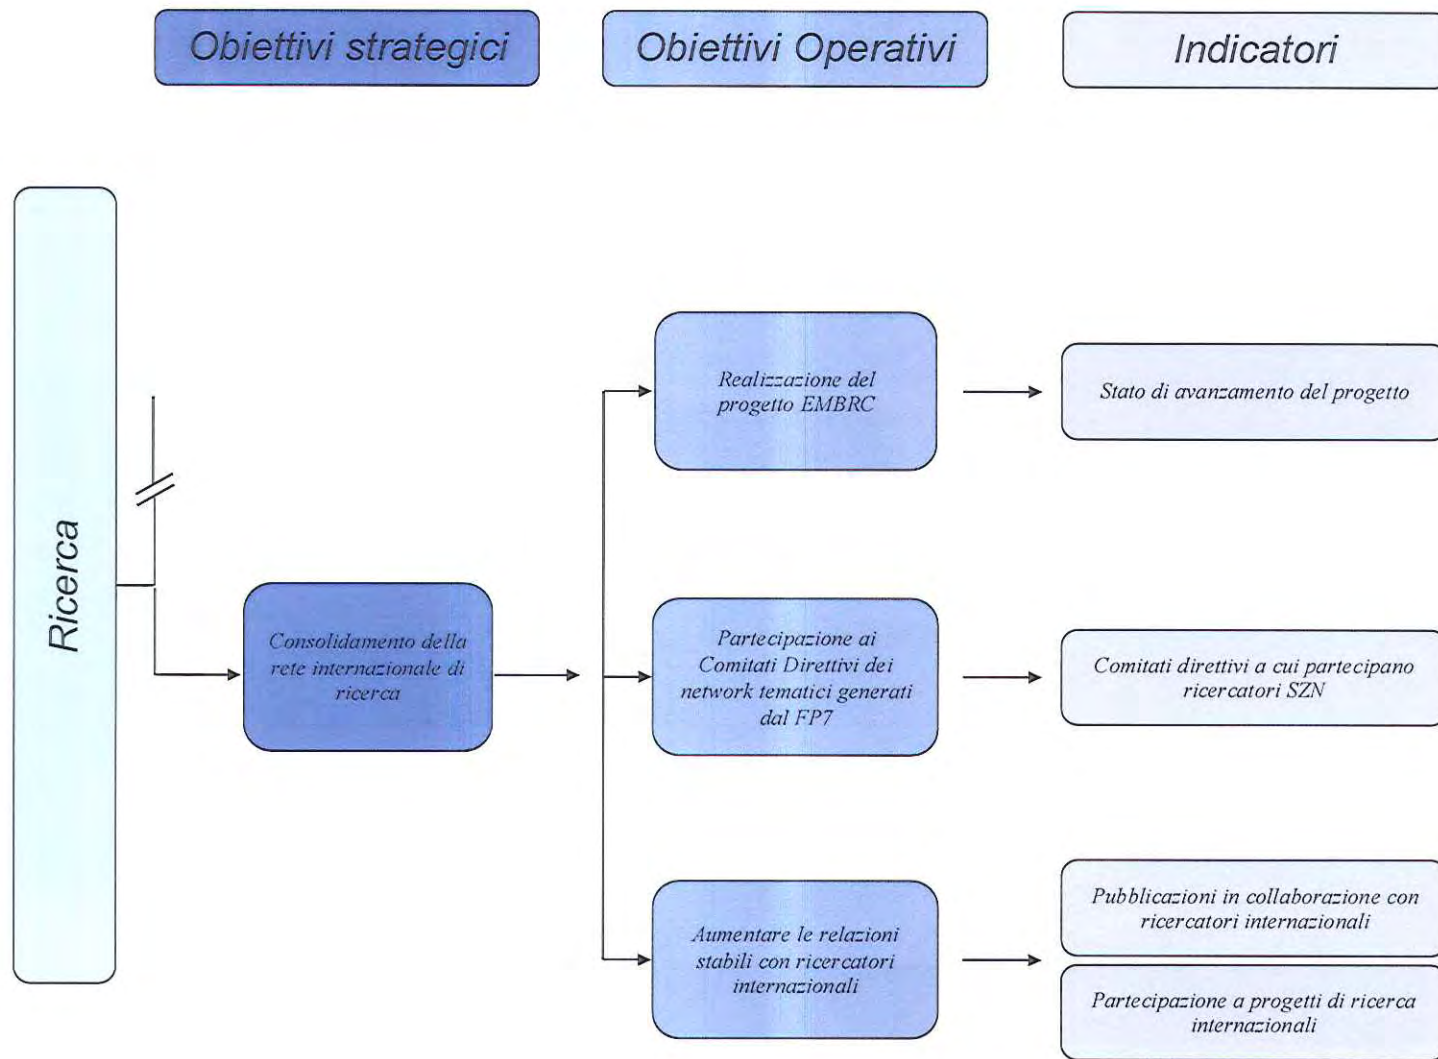 Obiettivi strategici
Obiettivi Operativi
Indicatori
Ricerca
Consolidamento della
rete internazionale di
ricerca
Realizzazione del
progetto EMBRC
Stato di avanzamento del progetto
Partecipazione ai
Comitati Direttivi dei
network tematici generati
dal FP7
Comitati direttivi a cui partecipano
ricercatori SZN
Aumentare le relazioni
stabili con ricercatori
internazionali
Pubblicazioni in collaborazione con
ricercatori internazionali
Partecipazione a progetti di ricerca
internazionali